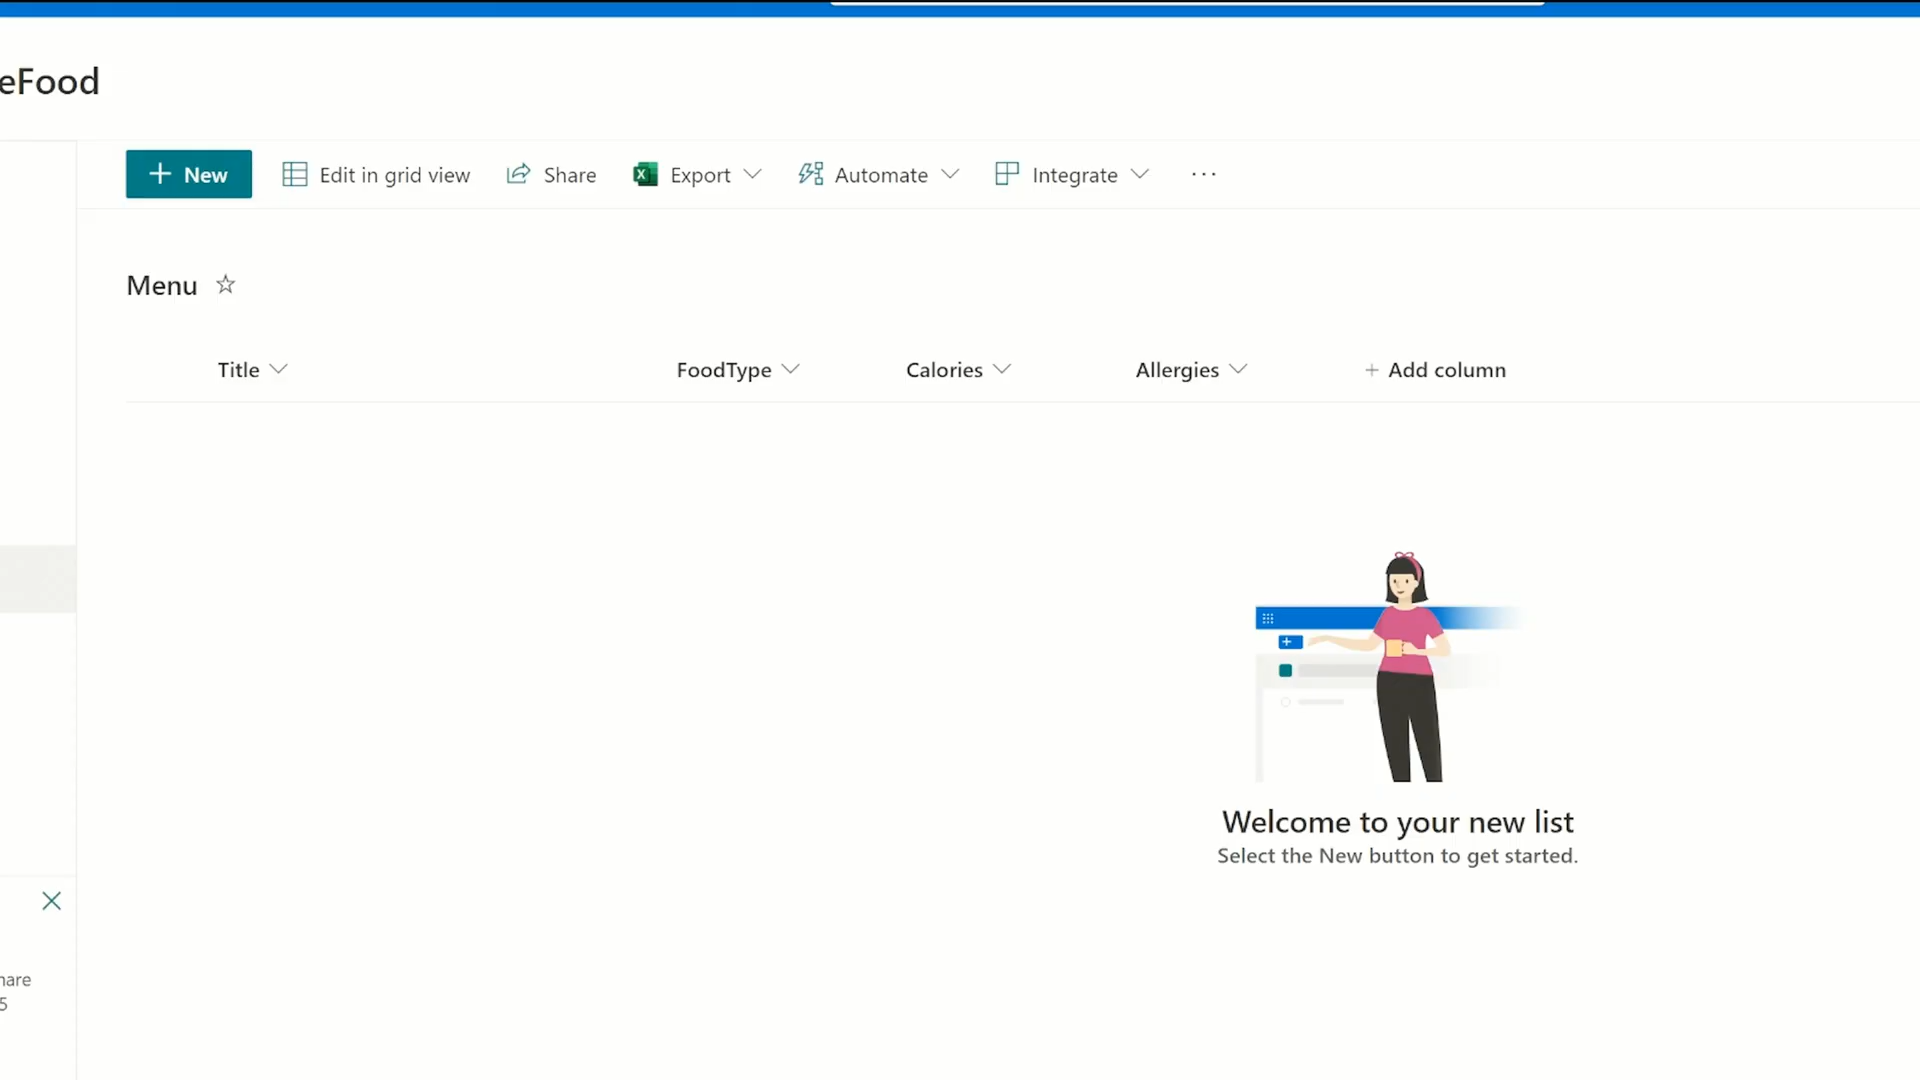 eFood
New Edit in grid view Share Export Automate Integrate ...
Menu
Title FoodType Calories Allergies + Add column
Welcome to your new list
Select the New button to get started.
hare
5